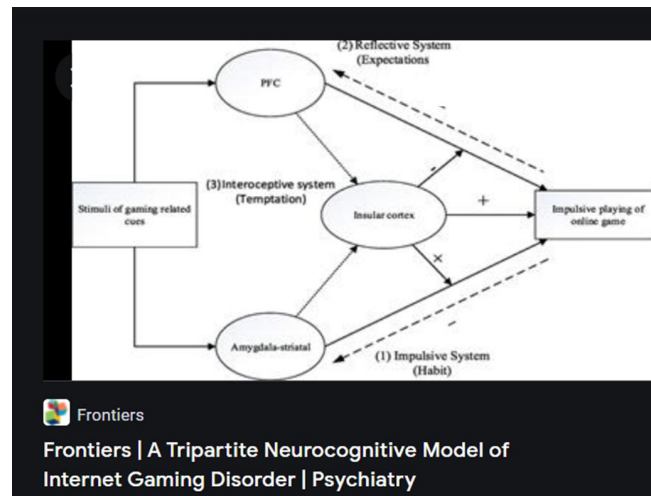 (2) Reflective System
(Expectations
PFC
-
(3) Interoceptive system
(Temptation)
Stimuli of gaming related
cues
-
Insular cortex
+
Impulsive playing of
online game
×
Amygdala-striatal
-
(1) Impulsive System
(Habit)
Frontiers
Frontiers | A Tripartite Neurocognitive Model of
Internet Gaming Disorder | Psychiatry